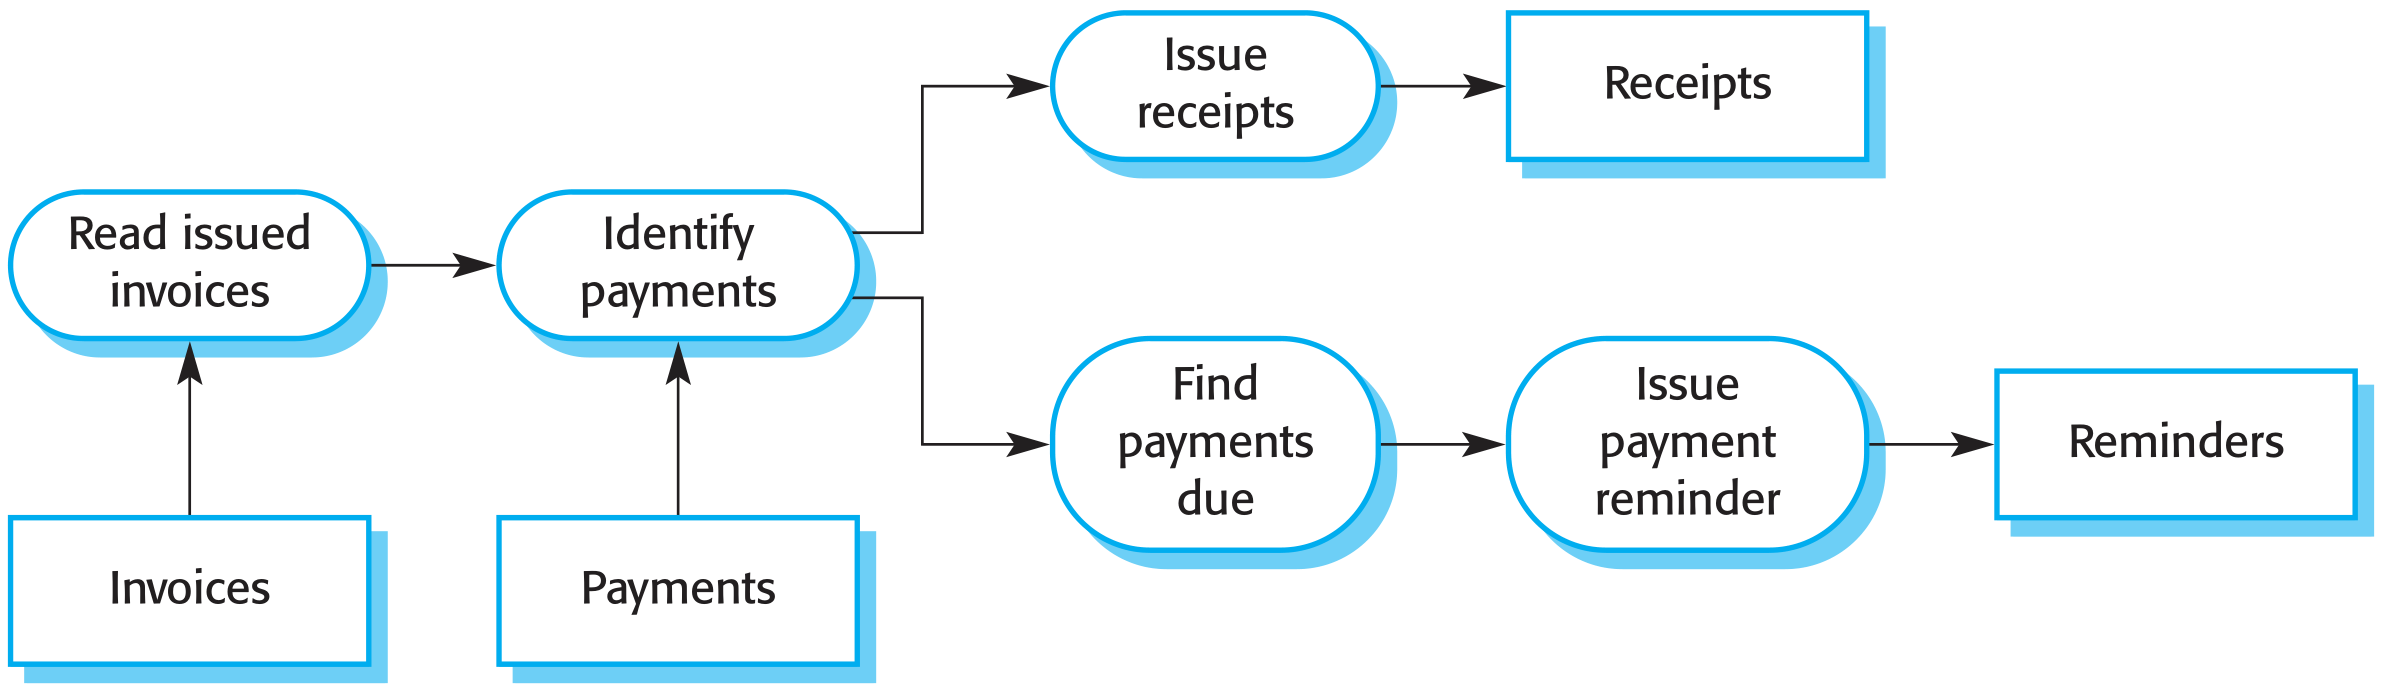 Issue
receipts
Receipts
Read issued
invoices
Identify
payments
Find
payments
due
Issue
payment
reminder
Reminders
Invoices
Payments